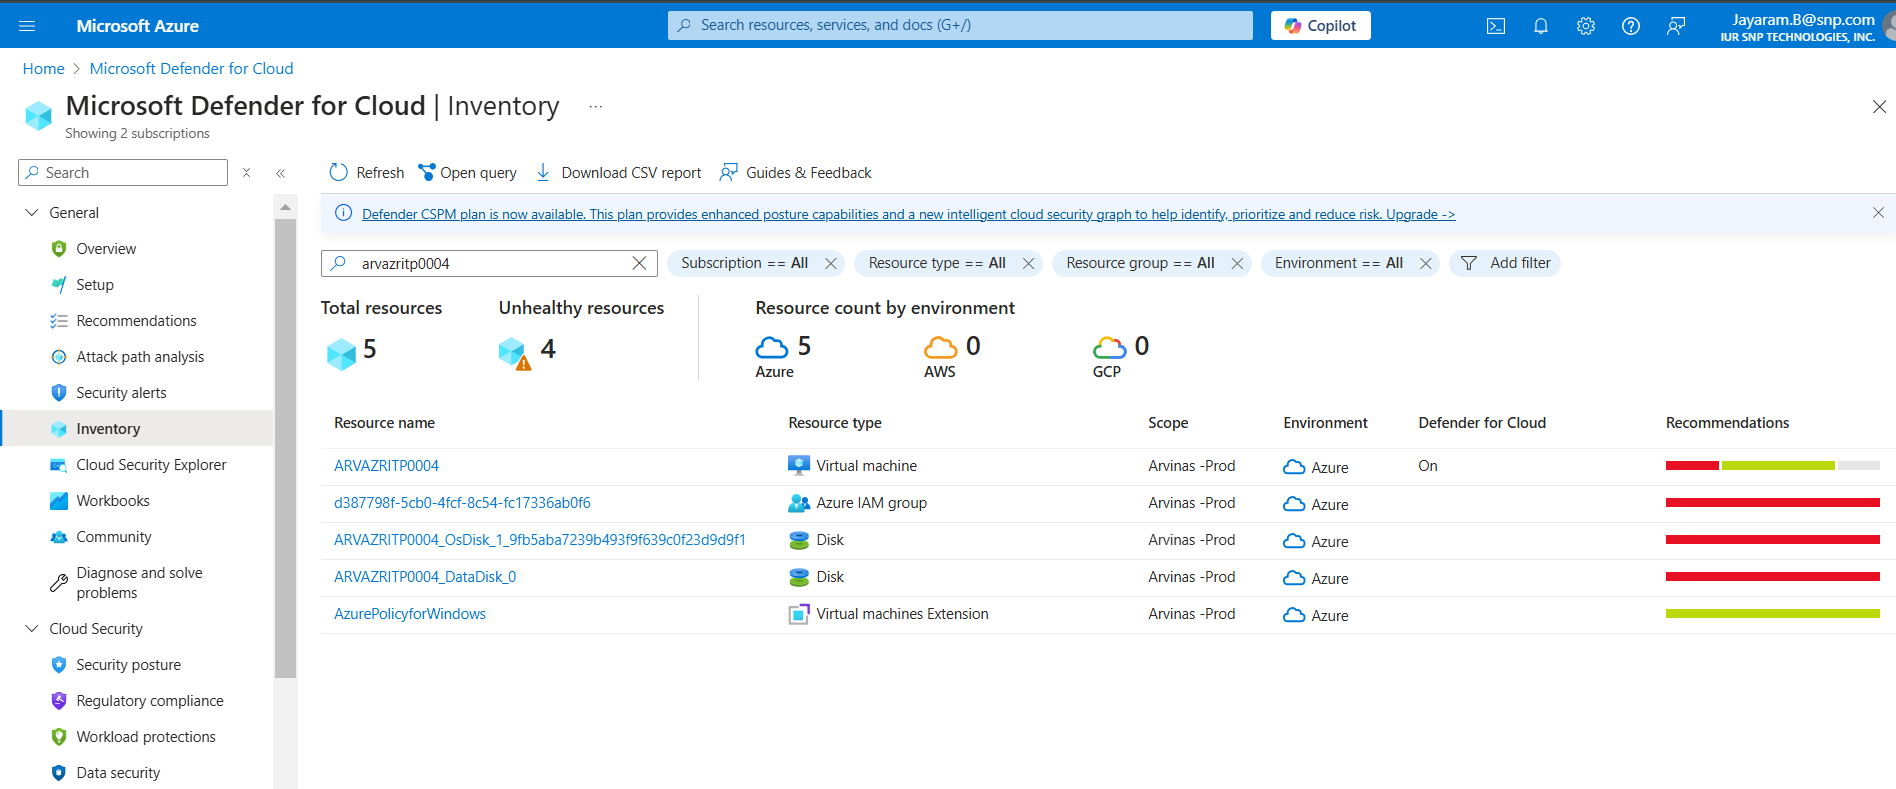 Microsoft Azure
Search resources, services, and docs (G+/)
Copilot
Jayaram.B@snp.com
IUR SNP TECHNOLOGIES, INC.
Home > Microsoft Defender for Cloud
Microsoft Defender for Cloud | Inventory ...
Showing 2 subscriptions
Search
General
Overview
Setup
Recommendations
Attack path analysis
Security alerts
Inventory
Cloud Security Explorer
Workbooks
Community
Diagnose and solve
problems
Cloud Security
Security posture
Regulatory compliance
Workload protections
Data security
Refresh
Open query
Download CSV report
Guides & Feedback
Defender CSPM plan is now available. This plan provides enhanced posture capabilities and a new intelligent cloud security graph to help identify, prioritize and reduce risk. Upgrade ->
arvazritp0004
Subscription == All
Resource type == All
Resource group == All
Environment == All
Add filter
Total resources
5
Unhealthy resources
4
Resource count by environment
5
Azure
0
AWS
0
GCP
Resource name Resource type Scope Environment Defender for Cloud Recommendations
ARVAZRITP0004 Virtual machine Arvinas -Prod Azure On
d387798f-5cb0-4fcf-8c54-fc17336ab0f6 Azure IAM group Arvinas -Prod Azure
ARVAZRITP0004_OsDisk_1_9fb5aba7239b493f9f639c0f23d9d9f1 Disk Arvinas -Prod Azure
ARVAZRITP0004_DataDisk_0 Disk Arvinas -Prod Azure
AzurePolicyforWindows Virtual machines Extension Arvinas -Prod Azure